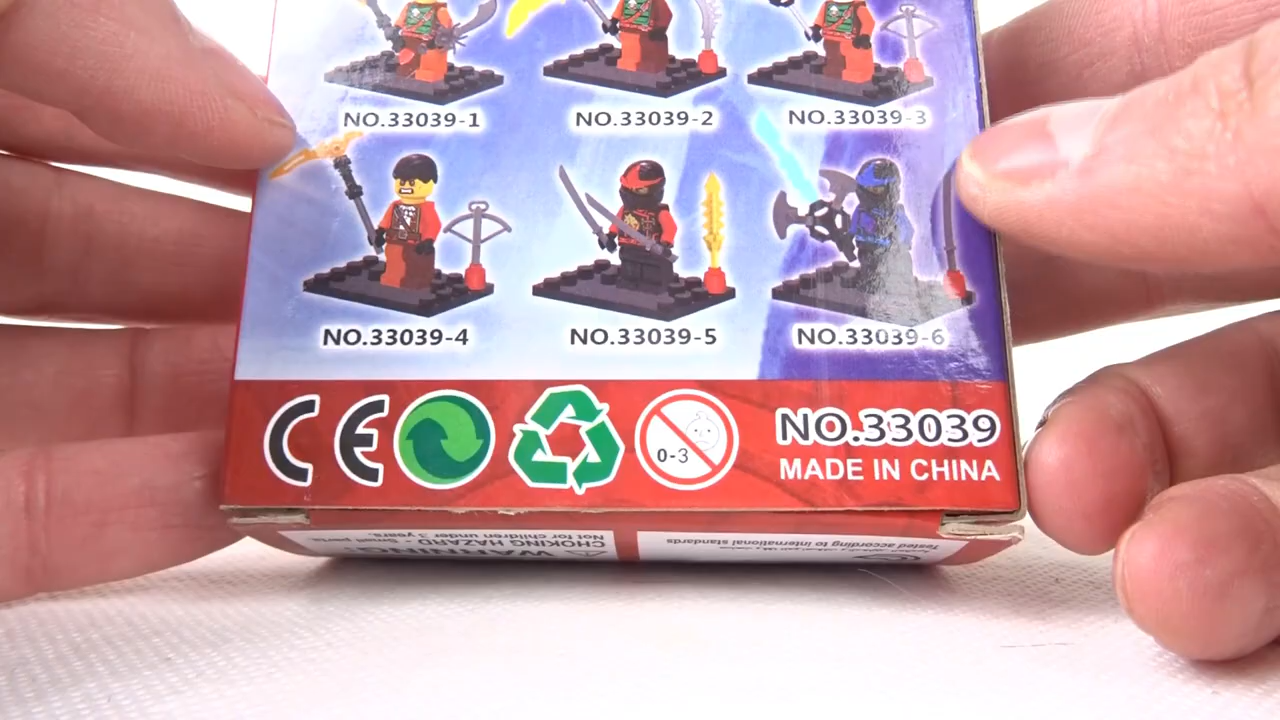 NO.33039-1
NO.33039-2
NO.33039-3
NO.33039-4
NO.33039-5
NO.33039-6
CE
0-3
NO.33039
MADE IN CHINA
WARNING:
CHOKING HAZARD - Small parts.
Not for children under 3 years.
Tested according to international standards